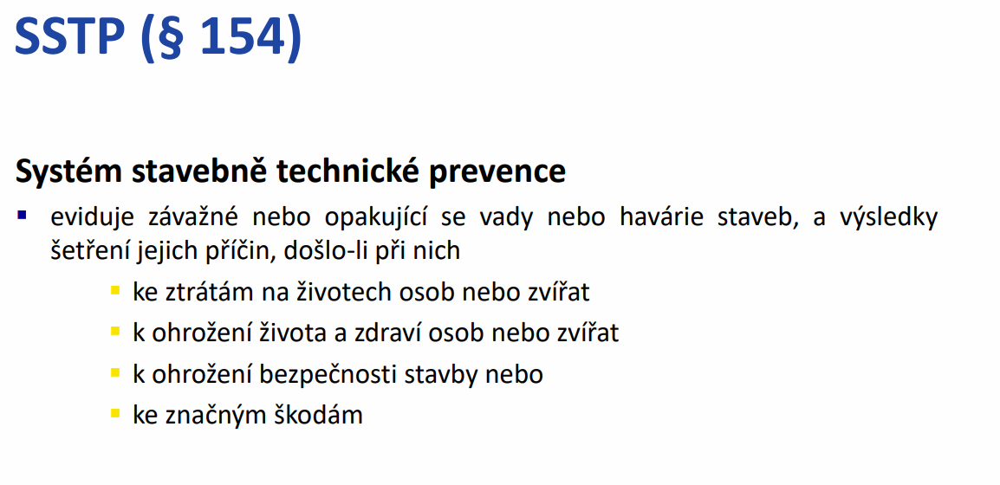 SSTP (§ 154)
Systém stavebně technické prevence
eviduje závažné nebo opakující se vady nebo havárie staveb, a výsledky
šetření jejich příčin, došlo-li při nich
ke ztrátám na životech osob nebo zvířat
k ohrožení života a zdraví osob nebo zvířat
k ohrožení bezpečnosti stavby nebo
ke značným škodám